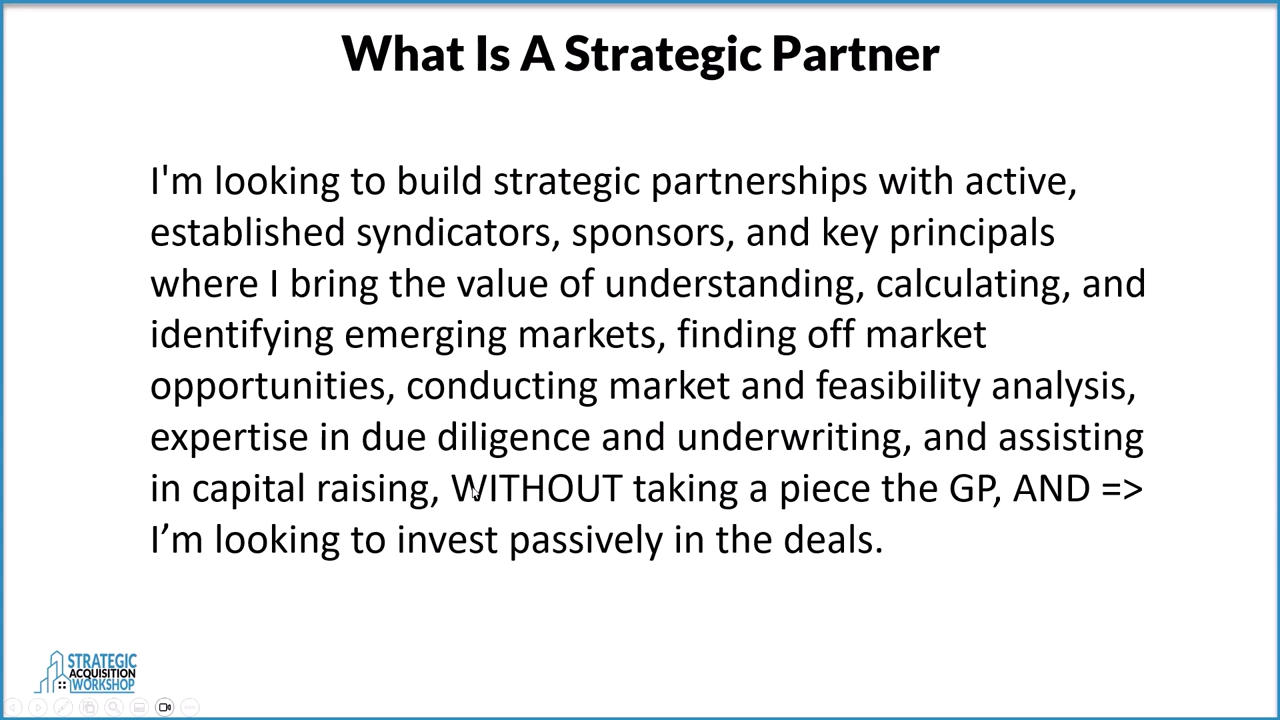 What Is A Strategic Partner
I'm looking to build strategic partnerships with active,
established syndicators, sponsors, and key principals
where I bring the value of understanding, calculating, and
identifying emerging markets, finding off market
opportunities, conducting market and feasibility analysis,
expertise in due diligence and underwriting, and assisting
in capital raising, WITHOUT taking a piece the GP, AND =>
I’m looking to invest passively in the deals.
STRATEGIC
ACQUISITION
WORKSHOP